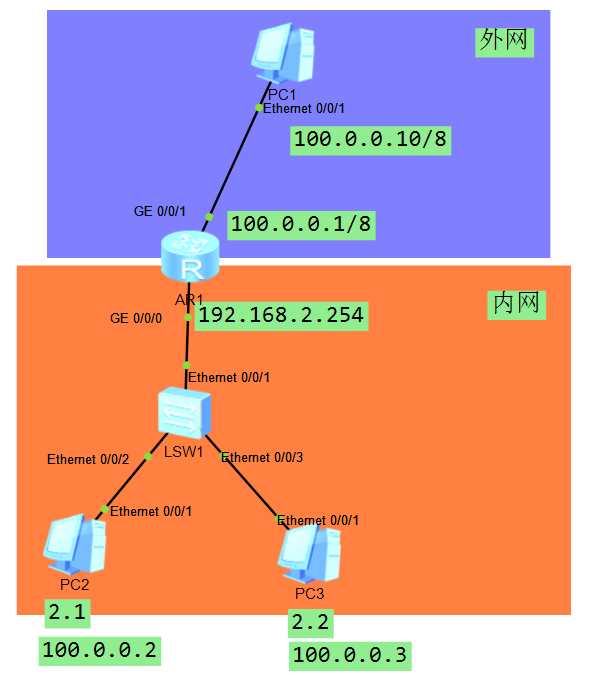 外网
PC1
Ethernet 0/0/1
100.0.0.10/8
GE 0/0/1
100.0.0.1/8
R
AR1
内网
GE 0/0/0
192.168.2.254
Ethernet 0/0/1
LSW1
Ethernet 0/0/2
Ethernet 0/0/3
Ethernet 0/0/1
Ethernet 0/0/1
PC2
PC3
2.1
2.2
100.0.0.2
100.0.0.3